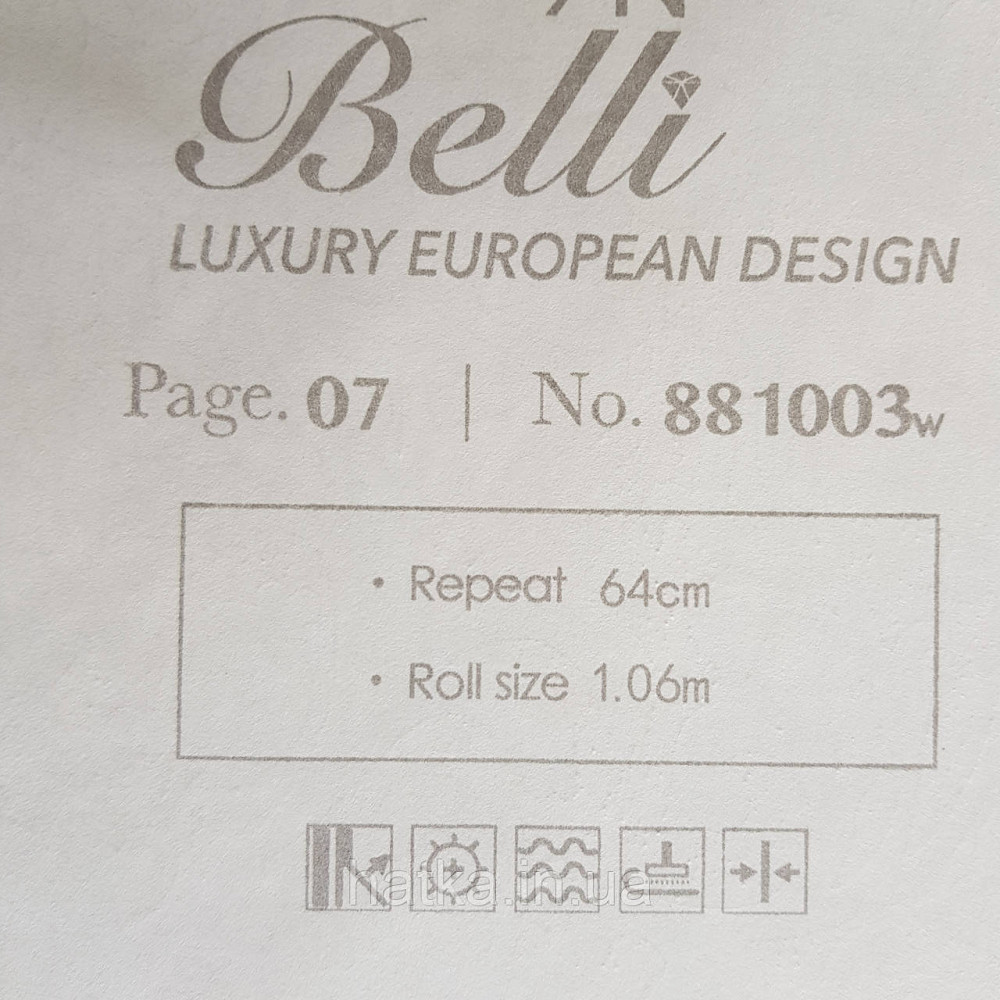 Belli
LUXURY EUROPEAN DESIGN
Page. 07 | No. 881003w
• Repeat 64cm
• Roll size 1.06m
hatka.in.ua